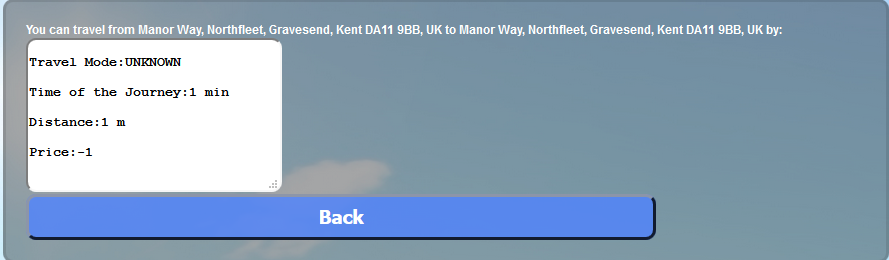 You can travel from Manor Way, Northfleet, Gravesend, Kent DA11 9BB, UK to Manor Way, Northfleet, Gravesend, Kent DA11 9BB, UK by:
Travel Mode:UNKNOWN
Time of the Journey:1 min
Distance:1 m
Price:-1
Back